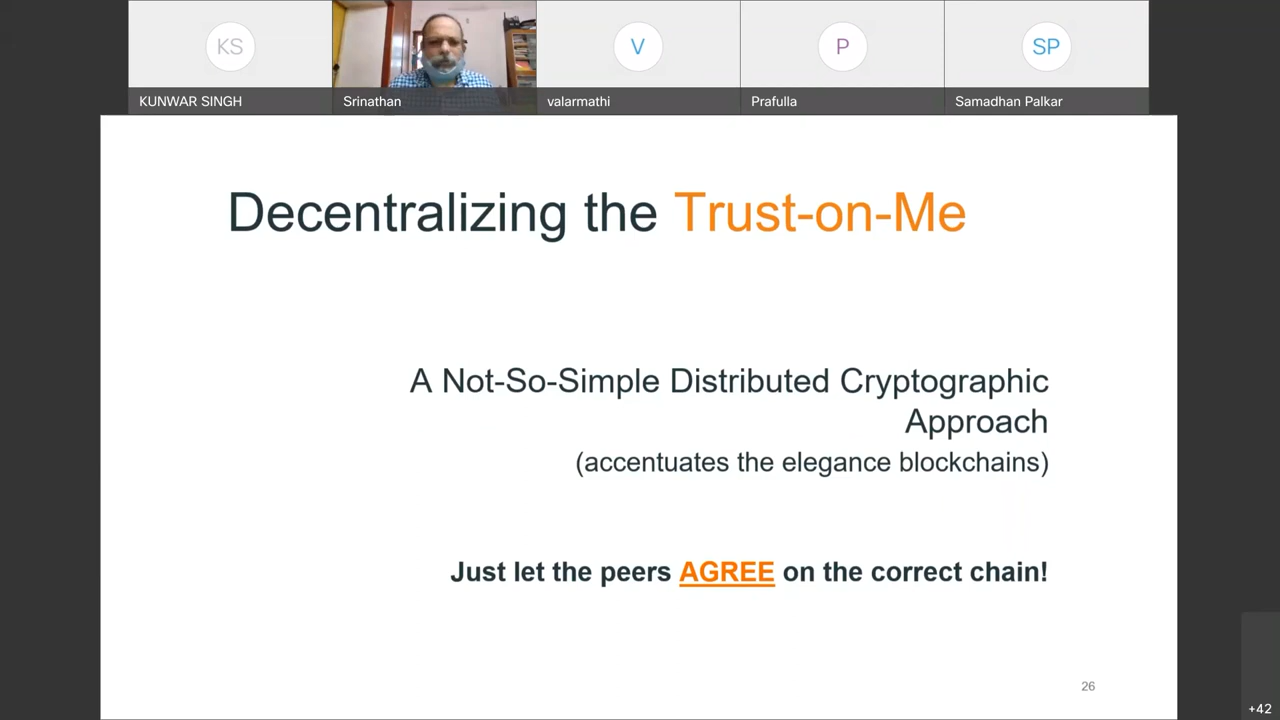 KS
V
P
SP
KUNWAR SINGH
Srinathan
valarmathi
Prafulla
Samadhan Palkar
Decentralizing the Trust-on-Me
A Not-So-Simple Distributed Cryptographic
Approach
(accentuates the elegance blockchains)
Just let the peers AGREE on the correct chain!
26
+42